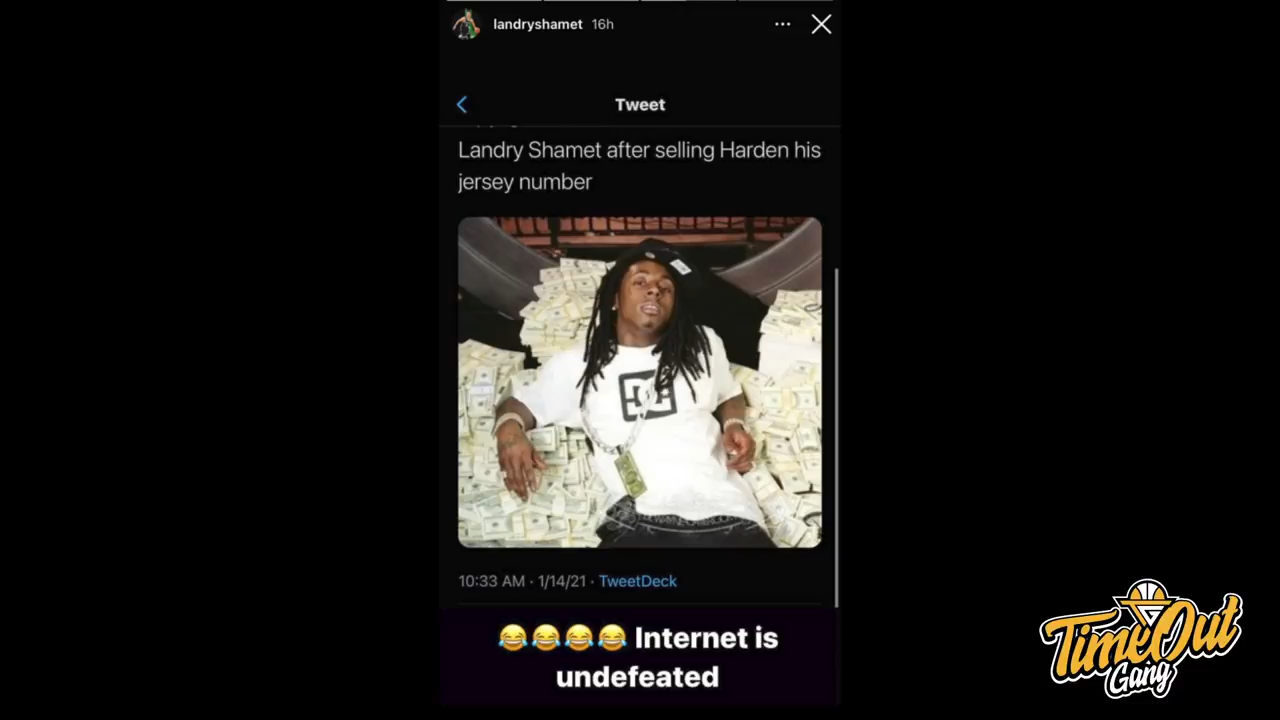 landryshamet 16h
Tweet
Landry Shamet after selling Harden his
jersey number
DC
10:33 AM · 1/14/21 · TweetDeck
😂😂😂😂 Internet is
undefeated
TimeOut
Gang